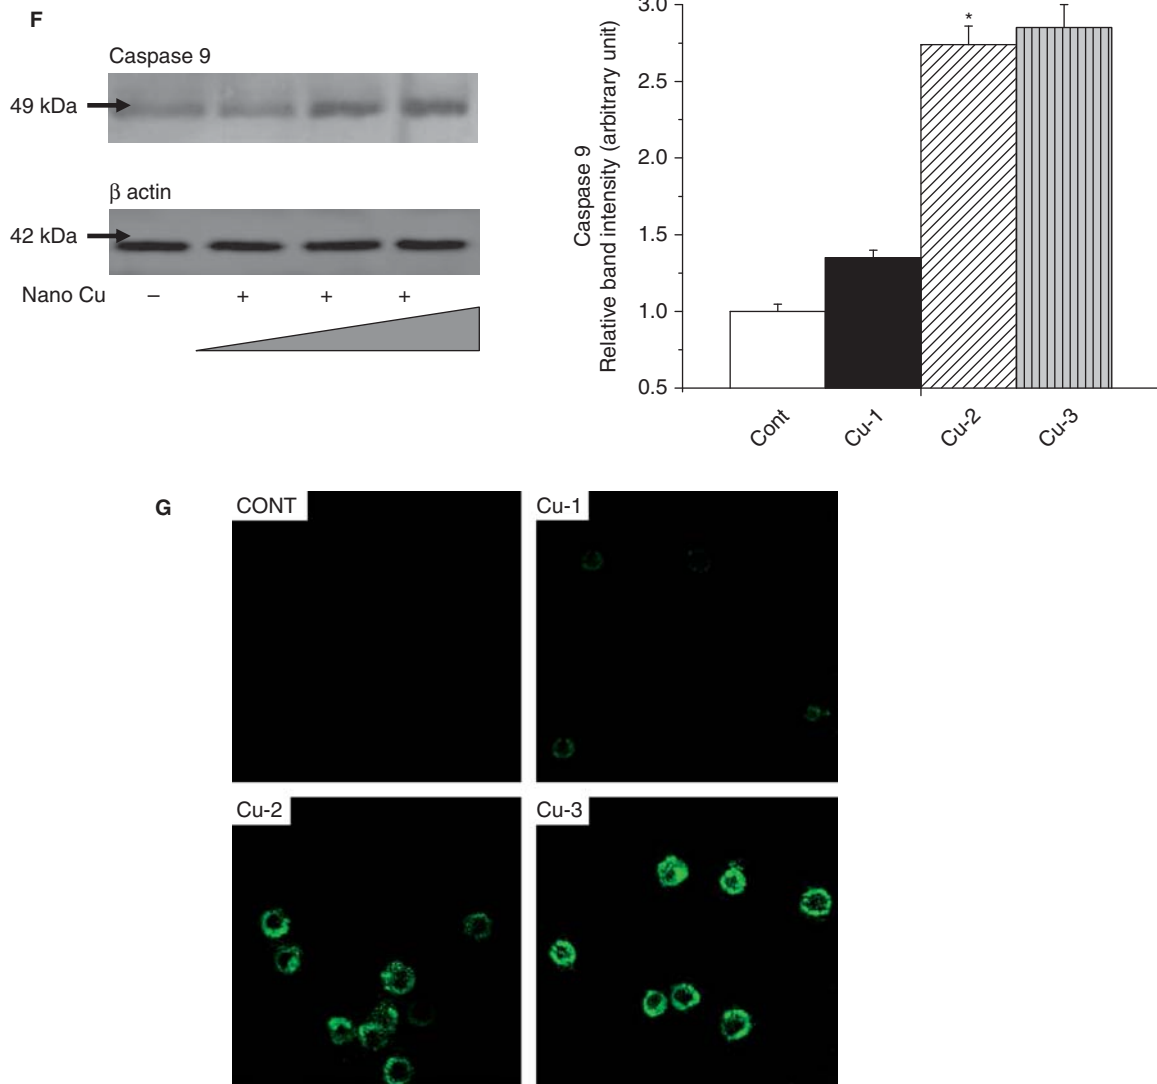 F
Caspase 9
49 kDa
β actin
42 kDa
Nano Cu – + + +
Caspase 9
Relative band intensity (arbitrary unit)
3.0
2.5
2.0
1.5
1.0
0.5
*
Cont
Cu-1
Cu-2
Cu-3
G
CONT
Cu-1
Cu-2
Cu-3